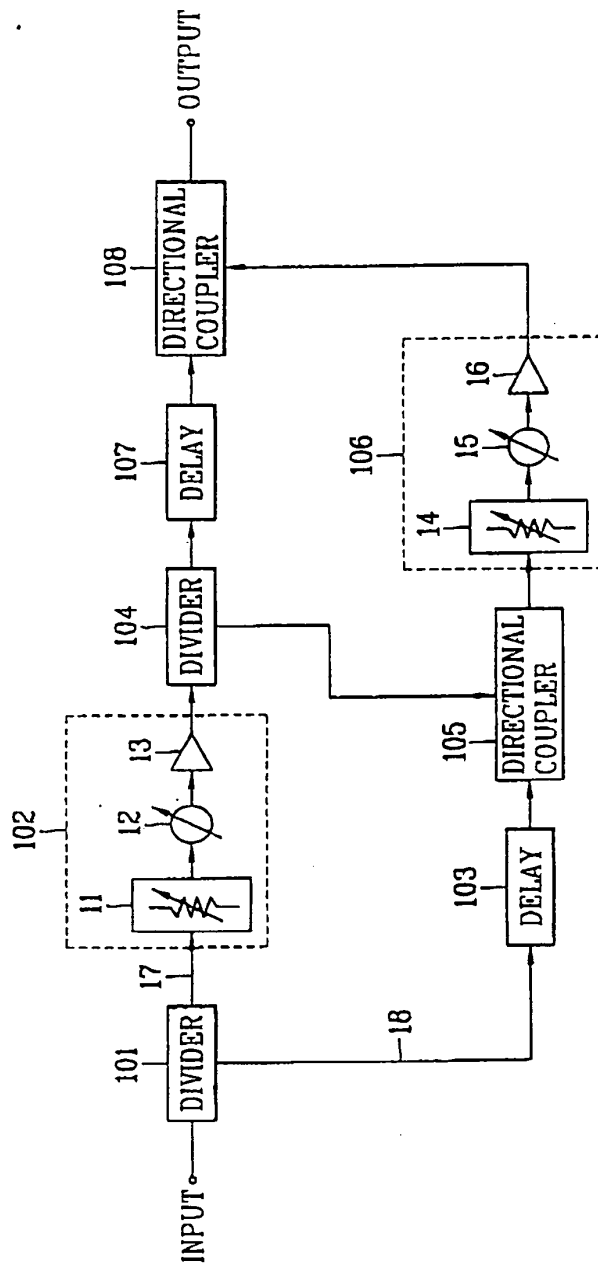 INPUT
DIVIDER
101
17
18
102
11
12
13
DIVIDER
104
DELAY
107
DIRECTIONAL
COUPLER
108
OUTPUT
DELAY
103
DIRECTIONAL
COUPLER
105
106
14
15
16